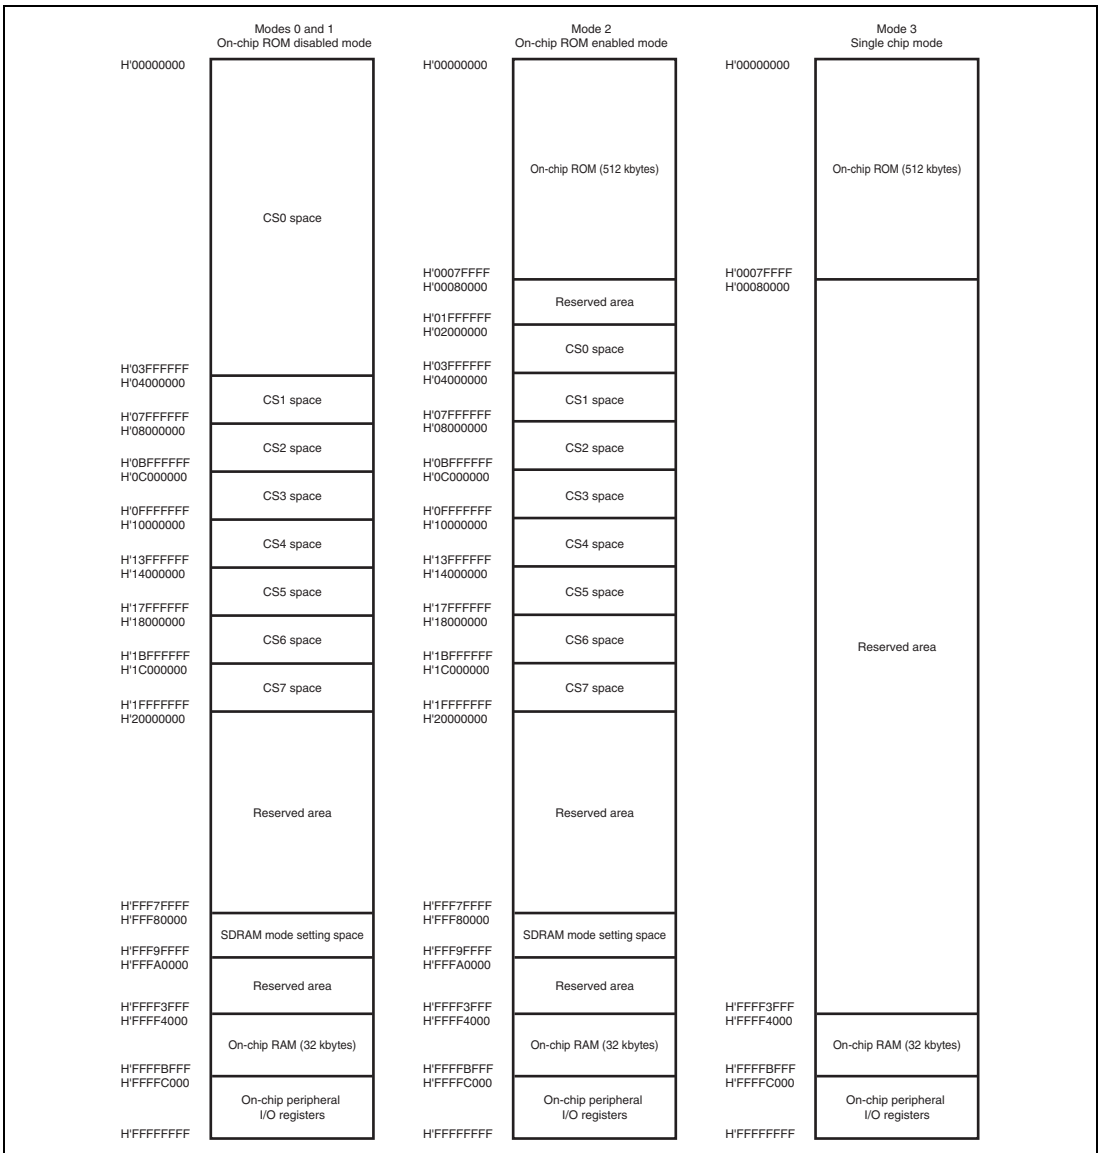 Modes 0 and 1
On-chip ROM disabled mode
H'00000000
CS0 space
H'03FFFFFF
H'04000000
CS1 space
H'07FFFFFF
H'08000000
CS2 space
H'0BFFFFFF
H'0C000000
CS3 space
H'0FFFFFFF
H'10000000
CS4 space
H'13FFFFFF
H'14000000
CS5 space
H'17FFFFFF
H'18000000
CS6 space
H'1BFFFFFF
H'1C000000
CS7 space
H'1FFFFFFF
H'20000000
Reserved area
H'FFF7FFFF
H'FFF80000
SDRAM mode setting space
H'FFF9FFFF
H'FFFA0000
Reserved area
H'FFFF3FFF
H'FFFF4000
On-chip RAM (32 kbytes)
H'FFFFBFFF
H'FFFFC000
On-chip peripheral
I/O registers
H'FFFFFFFF
Mode 2
On-chip ROM enabled mode
H'00000000
On-chip ROM (512 kbytes)
H'0007FFFF
H'00080000
Reserved area
H'01FFFFFF
H'02000000
CS0 space
H'03FFFFFF
H'04000000
CS1 space
H'07FFFFFF
H'08000000
CS2 space
H'0BFFFFFF
H'0C000000
CS3 space
H'0FFFFFFF
H'10000000
CS4 space
H'13FFFFFF
H'14000000
CS5 space
H'17FFFFFF
H'18000000
CS6 space
H'1BFFFFFF
H'1C000000
CS7 space
H'1FFFFFFF
H'20000000
Reserved area
H'FFF7FFFF
H'FFF80000
SDRAM mode setting space
H'FFF9FFFF
H'FFFA0000
Reserved area
H'FFFF3FFF
H'FFFF4000
On-chip RAM (32 kbytes)
H'FFFFBFFF
H'FFFFC000
On-chip peripheral
I/O registers
H'FFFFFFFF
Mode 3
Single chip mode
H'00000000
On-chip ROM (512 kbytes)
H'0007FFFF
H'00080000
Reserved area
H'FFFF3FFF
H'FFFF4000
On-chip RAM (32 kbytes)
H'FFFFBFFF
H'FFFFC000
On-chip peripheral
I/O registers
H'FFFFFFFF